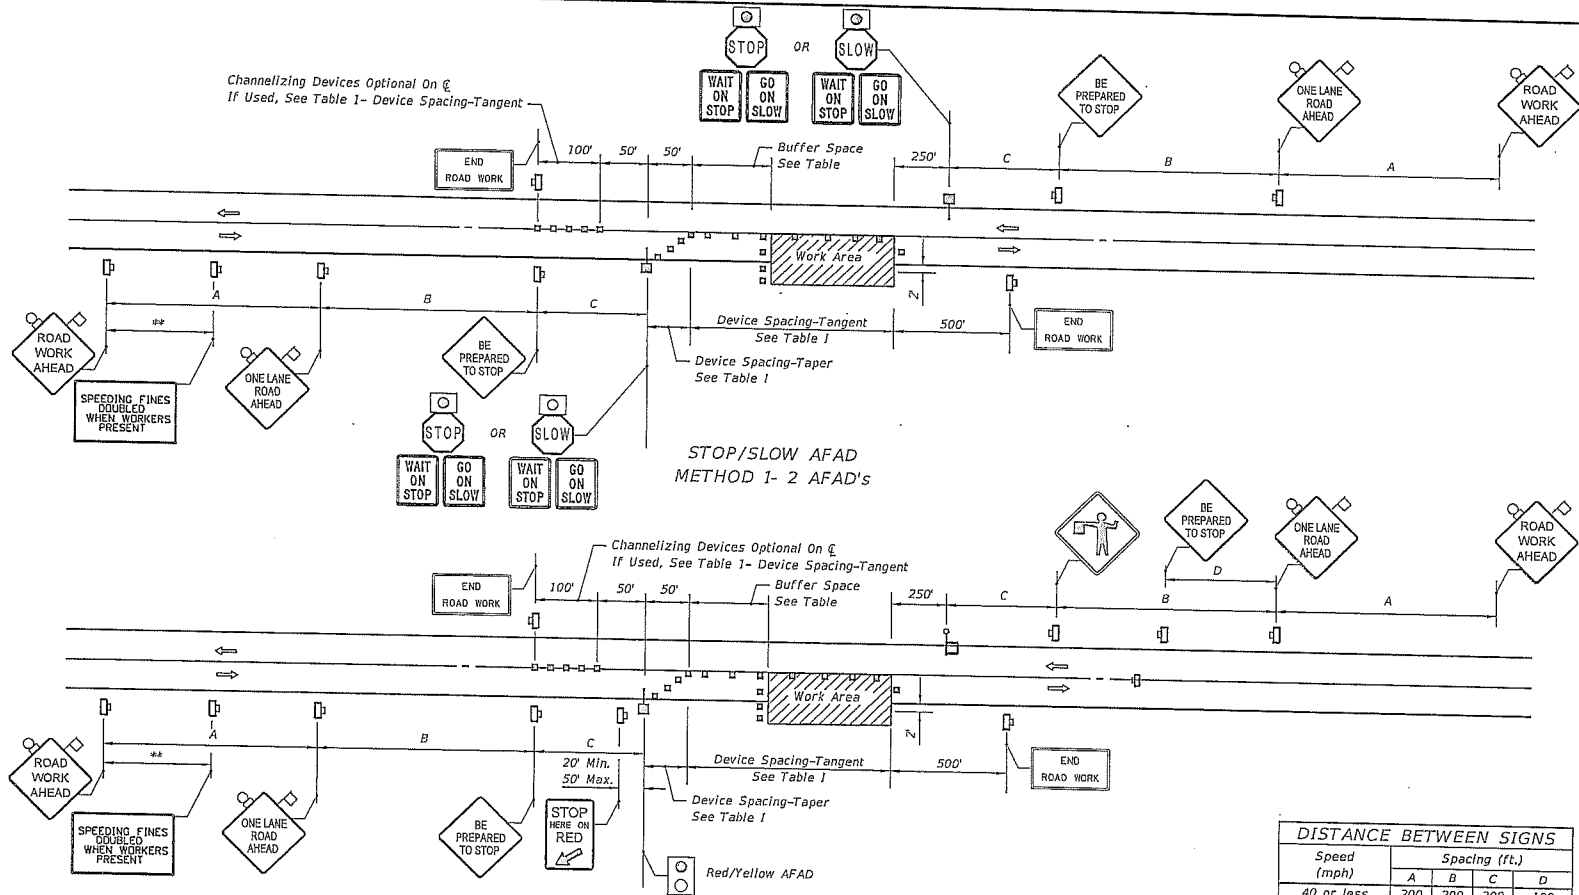 STOP
OR
SLOW
WAIT
ON
STOP
GO
ON
SLOW
WAIT
ON
STOP
GO
ON
SLOW
BE
PREPARED
TO STOP
ONE LANE
ROAD
AHEAD
ROAD
WORK
AHEAD
Channelizing Devices Optional On ℄
If Used, See Table 1- Device Spacing-Tangent
END
ROAD WORK
100' 50' 50'
Buffer Space
See Table
250' C B A
Work Area
2'
A B C
**
Device Spacing-Tangent
See Table I
500'
END
ROAD WORK
Device Spacing-Taper
See Table I
ROAD
WORK
AHEAD
SPEEDING FINES
DOUBLED
WHEN WORKERS
PRESENT
ONE LANE
ROAD
AHEAD
BE
PREPARED
TO STOP
STOP
OR
SLOW
WAIT
ON
STOP
GO
ON
SLOW
WAIT
ON
STOP
GO
ON
SLOW
STOP/SLOW AFAD
METHOD 1- 2 AFAD's
BE
PREPARED
TO STOP
ONE LANE
ROAD
AHEAD
ROAD
WORK
AHEAD
Channelizing Devices Optional On ℄
If Used, See Table 1- Device Spacing-Tangent
END
ROAD WORK
100' 50' 50'
Buffer Space
See Table
250' C B A
D
Work Area
2'
A B C
**
20' Min.
50' Max.
Device Spacing-Tangent
See Table I
500'
END
ROAD WORK
Device Spacing-Taper
See Table I
ROAD
WORK
AHEAD
SPEEDING FINES
DOUBLED
WHEN WORKERS
PRESENT
ONE LANE
ROAD
AHEAD
BE
PREPARED
TO STOP
STOP
HERE ON
RED
Red/Yellow AFAD
DISTANCE BETWEEN SIGNS
Speed
(mph)
Spacing (ft.)
A B C D
40 or less 200 200 200 100